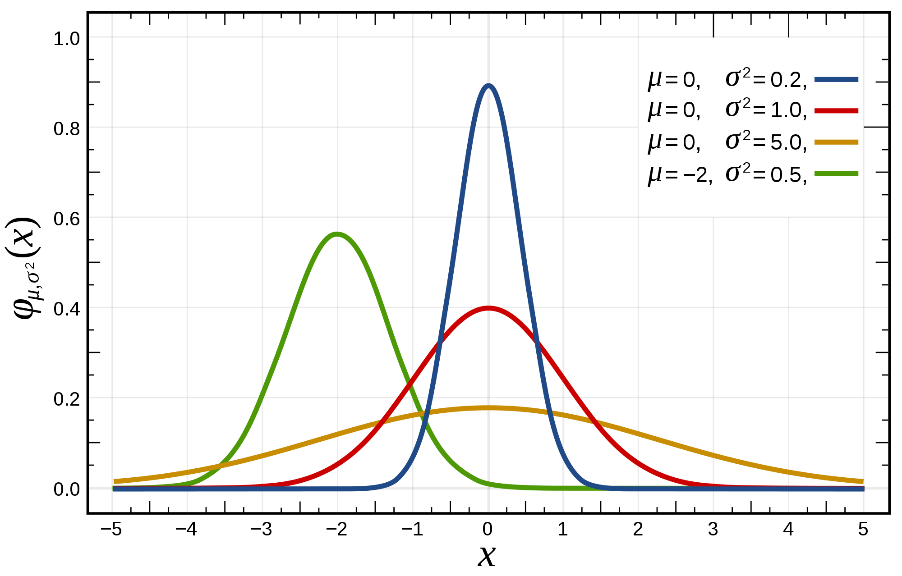 1.0
0.8
0.6
0.4
0.2
0.0
φμ,σ²(x)
μ = 0, σ² = 0.2,
μ = 0, σ² = 1.0,
μ = 0, σ² = 5.0,
μ = −2, σ² = 0.5,
−5 −4 −3 −2 −1 0 1 2 3 4 5
x